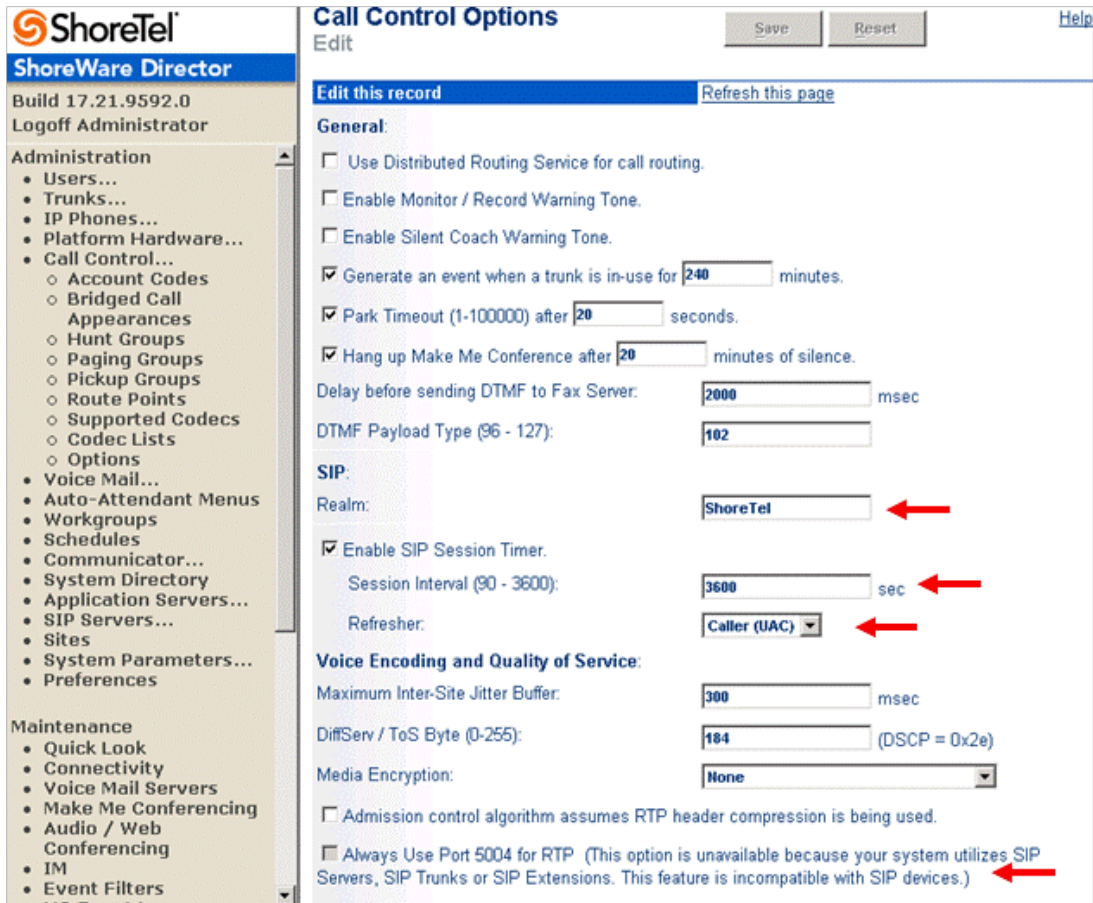 ShoreTel
ShoreWare Director
Build 17.21.9592.0
Logoff Administrator
Administration
Users...
Trunks...
IP Phones...
Platform Hardware...
Call Control...
Account Codes
Bridged Call
Appearances
Hunt Groups
Paging Groups
Pickup Groups
Route Points
Supported Codecs
Codec Lists
Options
Voice Mail...
Auto-Attendant Menus
Workgroups
Schedules
Communicator...
System Directory
Application Servers...
SIP Servers...
Sites
System Parameters...
Preferences
Maintenance
Quick Look
Connectivity
Voice Mail Servers
Make Me Conferencing
Audio / Web
Conferencing
IM
Event Filters
Call Control Options
Edit
Save Reset Help
Edit this record Refresh this page
General:
Use Distributed Routing Service for call routing.
Enable Monitor / Record Warning Tone.
Enable Silent Coach Warning Tone.
Generate an event when a trunk is in-use for 240 minutes.
Park Timeout (1-100000) after 20 seconds.
Hang up Make Me Conference after 20 minutes of silence.
Delay before sending DTMF to Fax Server: 2000 msec
DTMF Payload Type (96 - 127): 102
SIP:
Realm: ShoreTel
Enable SIP Session Timer.
Session Interval (90 - 3600): 3600 sec
Refresher: Caller (UAC)
Voice Encoding and Quality of Service:
Maximum Inter-Site Jitter Buffer: 300 msec
DiffServ / ToS Byte (0-255): 184 (DSCP = 0x2e)
Media Encryption: None
Admission control algorithm assumes RTP header compression is being used.
Always Use Port 5004 for RTP (This option is unavailable because your system utilizes SIP
Servers, SIP Trunks or SIP Extensions. This feature is incompatible with SIP devices.)